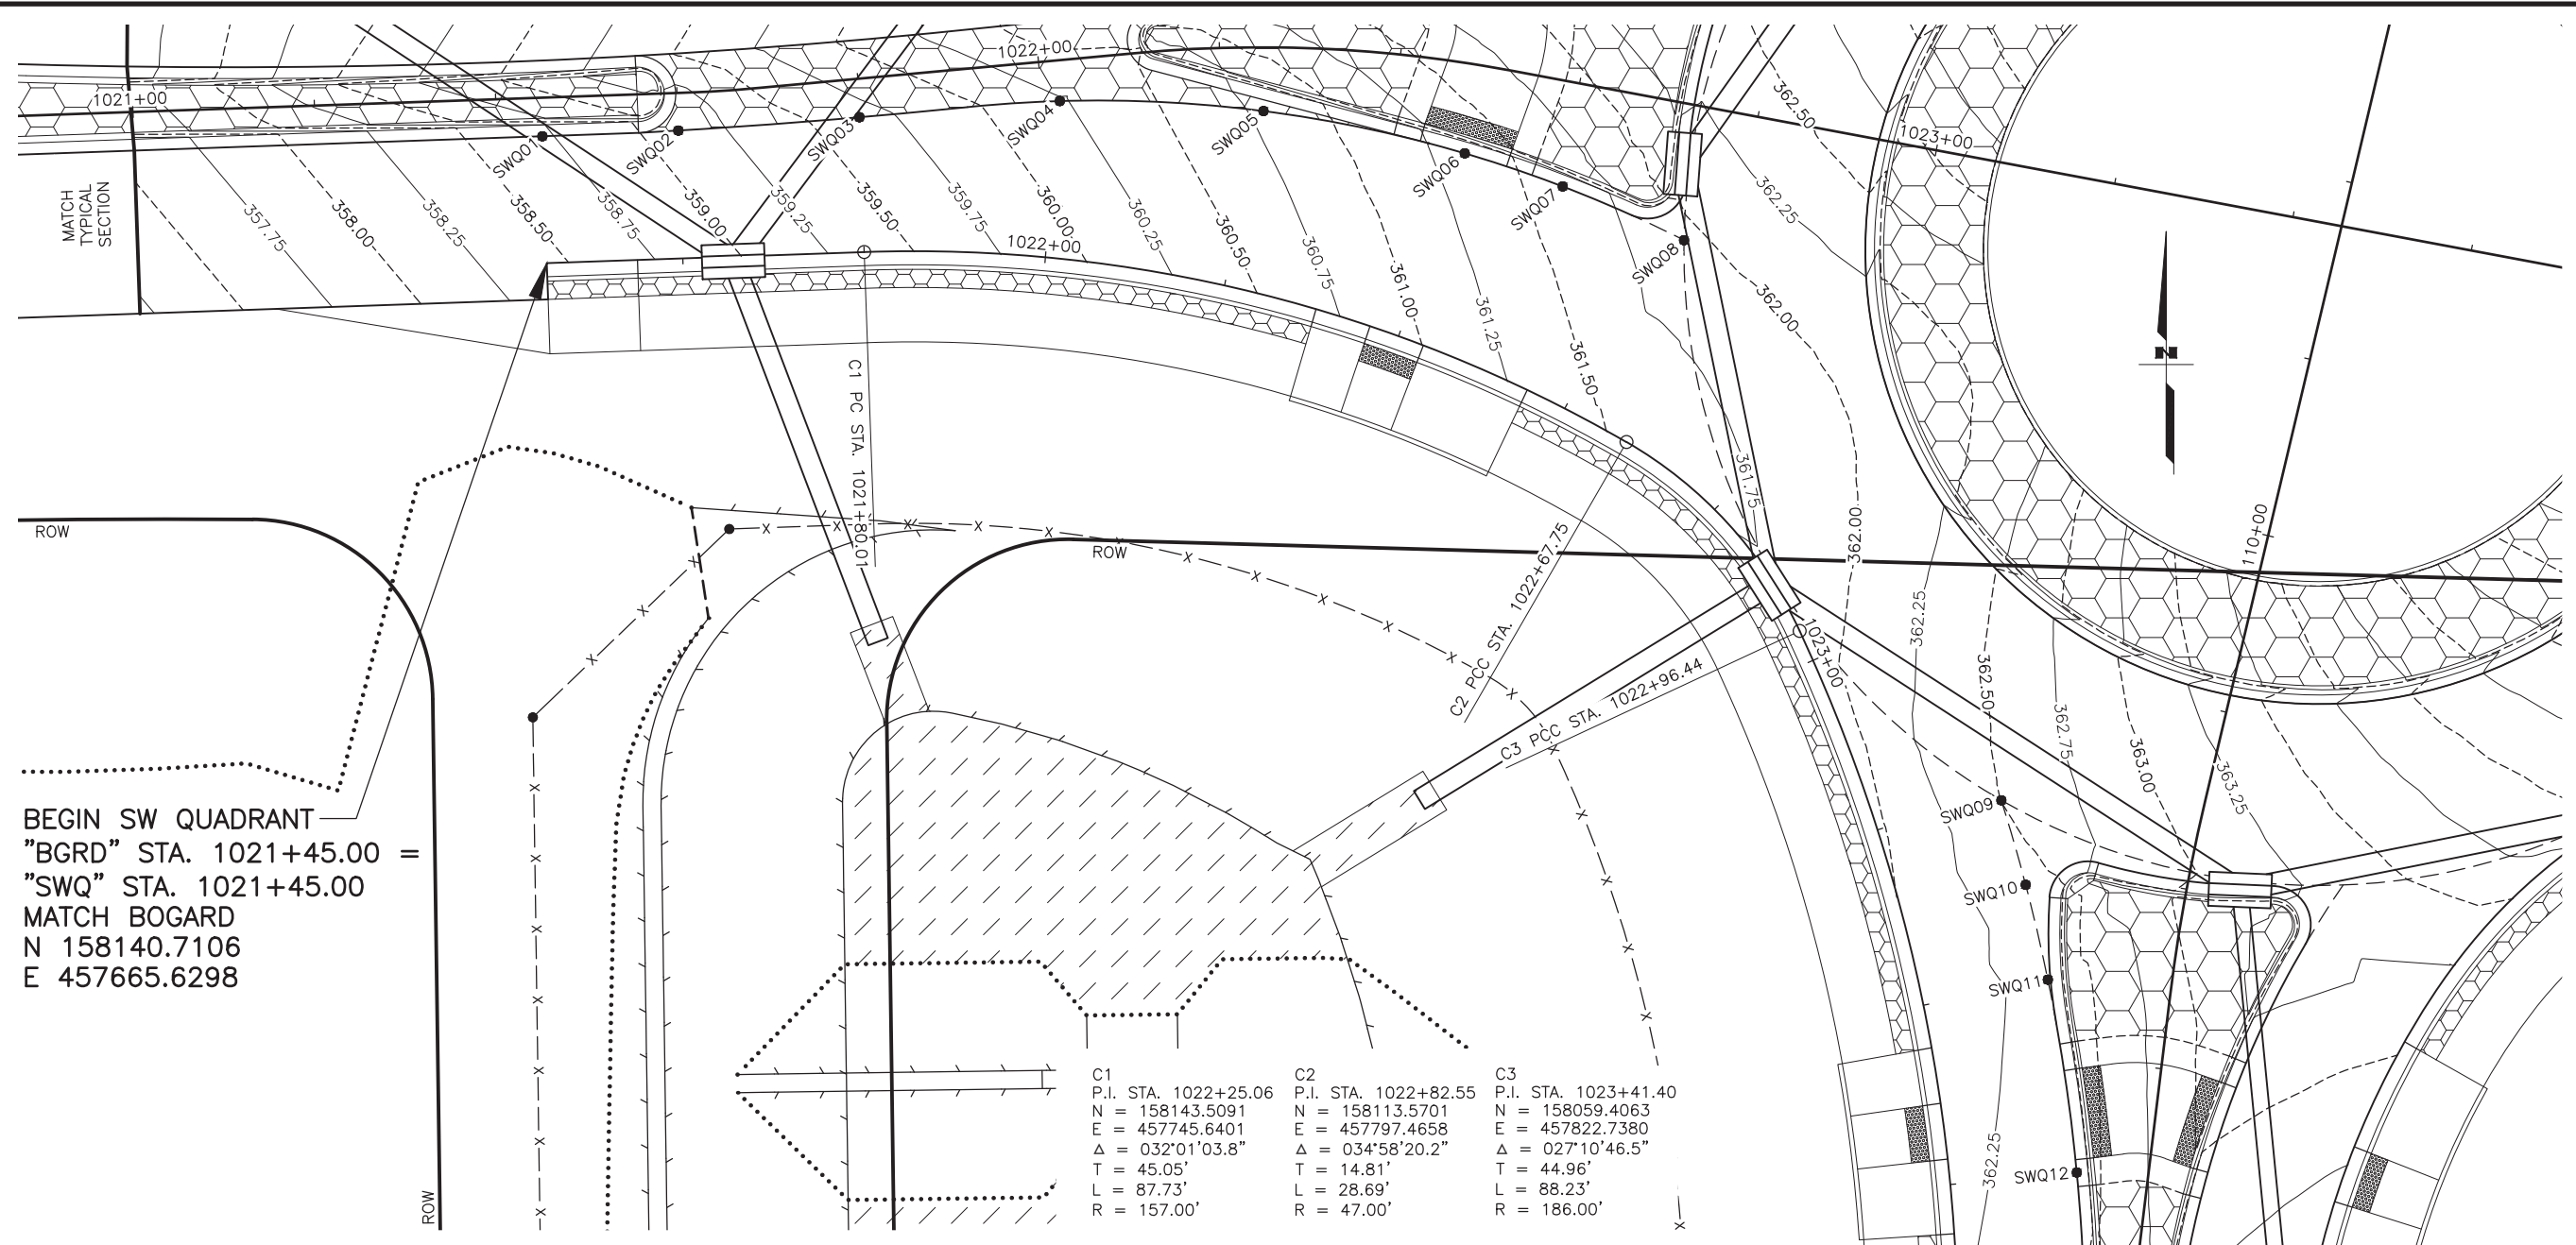 1021+00
1022+00
1023+00
MATCH
TYPICAL
SECTION
SWQ01
SWQ02
SWQ03
SWQ04
SWQ05
SWQ06
SWQ07
SWQ08
357.75
358.00
358.25
358.50
358.75
359.00
359.25
359.50
359.75
360.00
360.25
360.50
360.75
361.00
361.25
361.50
361.75
362.00
362.25
362.50
1022+00
N
C1 PC STA. 1021+80.01
C2 PCC STA. 1022+67.75
C3 PCC STA. 1022+96.44
1023+00
110+00
ROW
ROW
ROW
362.00
362.25
362.50
362.75
363.00
363.25
362.25
SWQ09
SWQ10
SWQ11
SWQ12
BEGIN SW QUADRANT
"BGRD" STA. 1021+45.00 =
"SWQ" STA. 1021+45.00
MATCH BOGARD
N 158140.7106
E 457665.6298
C1
P.I. STA. 1022+25.06
N = 158143.5091
E = 457745.6401
Δ = 032°01'03.8"
T = 45.05'
L = 87.73'
R = 157.00'
C2
P.I. STA. 1022+82.55
N = 158113.5701
E = 457797.4658
Δ = 034°58'20.2"
T = 14.81'
L = 28.69'
R = 47.00'
C3
P.I. STA. 1023+41.40
N = 158059.4063
E = 457822.7380
Δ = 027°10'46.5"
T = 44.96'
L = 88.23'
R = 186.00'